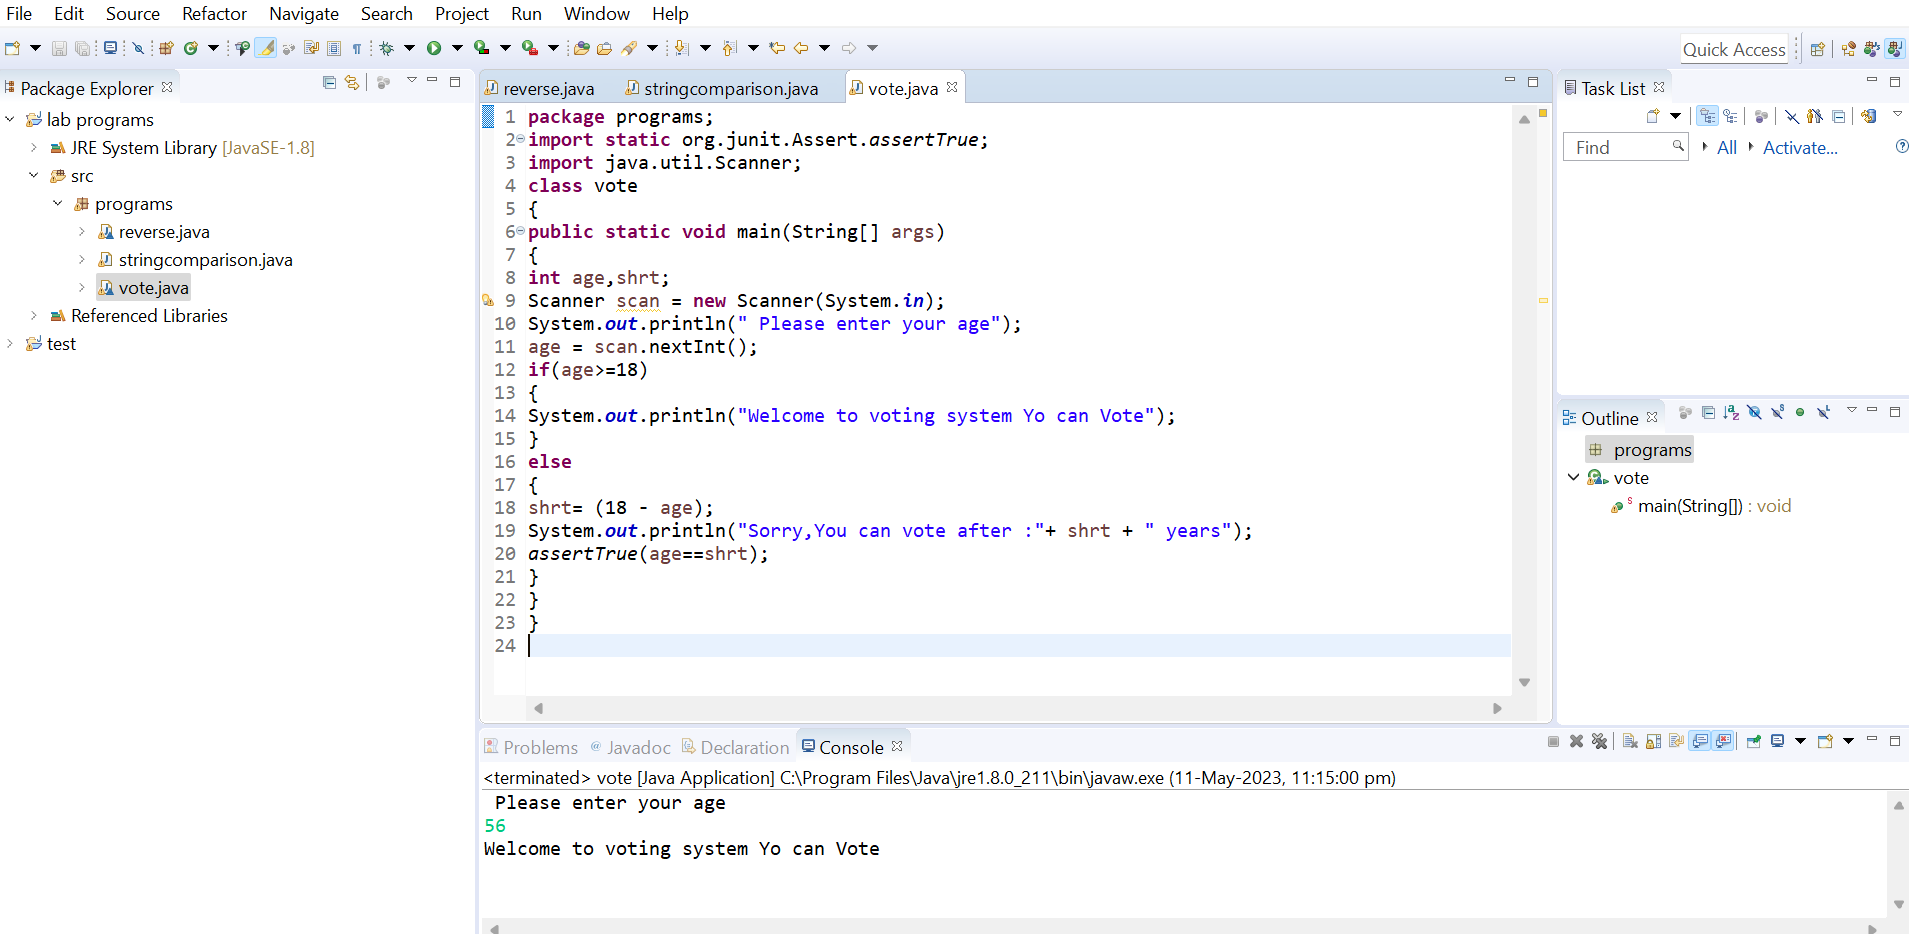 File Edit Source Refactor Navigate Search Project Run Window Help
Quick Access
Package Explorer
lab programs
JRE System Library [JavaSE-1.8]
src
programs
reverse.java
stringcomparison.java
vote.java
Referenced Libraries
test
reverse.java stringcomparison.java vote.java
1 package programs;
2 import static org.junit.Assert.assertTrue;
3 import java.util.Scanner;
4 class vote
5 {
6 public static void main(String[] args)
7 {
8 int age,shrt;
9 Scanner scan = new Scanner(System.in);
10 System.out.println(" Please enter your age");
11 age = scan.nextInt();
12 if(age>=18)
13 {
14 System.out.println("Welcome to voting system Yo can Vote");
15 }
16 else
17 {
18 shrt= (18 - age);
19 System.out.println("Sorry,You can vote after :"+ shrt + " years");
20 assertTrue(age==shrt);
21 }
22 }
23 }
24
Task List
Find All Activate...
Outline
programs
vote
main(String[]) : void
Problems Javadoc Declaration Console
<terminated> vote [Java Application] C:\Program Files\Java\jre1.8.0_211\bin\javaw.exe (11-May-2023, 11:15:00 pm)
Please enter your age
56
Welcome to voting system Yo can Vote